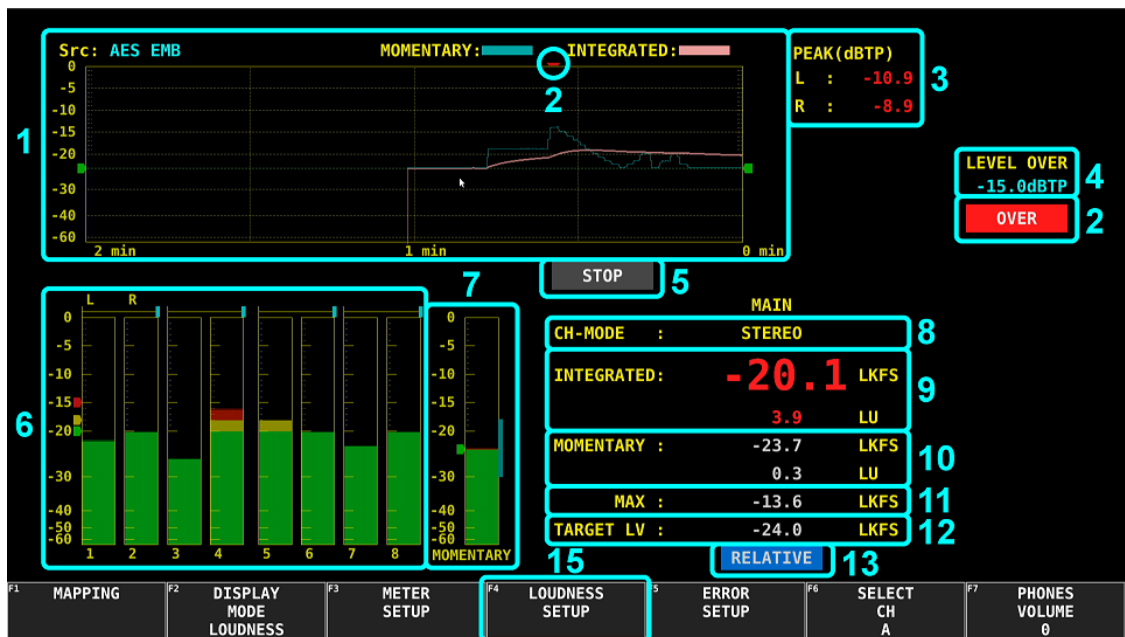 Src: AES EMB MOMENTARY: INTEGRATED:
PEAK(dBTP)
L : -10.9
R : -8.9
3
0
-5
-10
-15
-20
-30
-40
-60
2 min 1 min 0 min
1
2
LEVEL OVER
-15.0dBTP
4
OVER
2
STOP
5
7
L R
0
-5
-10
-15
-20
-30
-40
-50
-60
1 2 3 4 5 6 7 8
6
0
-5
-10
-15
-20
-30
-40
-50
-60
MOMENTARY
MAIN
CH-MODE : STEREO
8
INTEGRATED: -20.1 LKFS
3.9 LU
9
MOMENTARY : -23.7 LKFS
0.3 LU
10
MAX : -13.6 LKFS
11
TARGET LV : -24.0 LKFS
12
15
RELATIVE
13
F1 MAPPING
F2 DISPLAY
MODE
LOUDNESS
F3 METER
SETUP
F4 LOUDNESS
SETUP
F5 ERROR
SETUP
F6 SELECT
CH
A
F7 PHONES
VOLUME
0